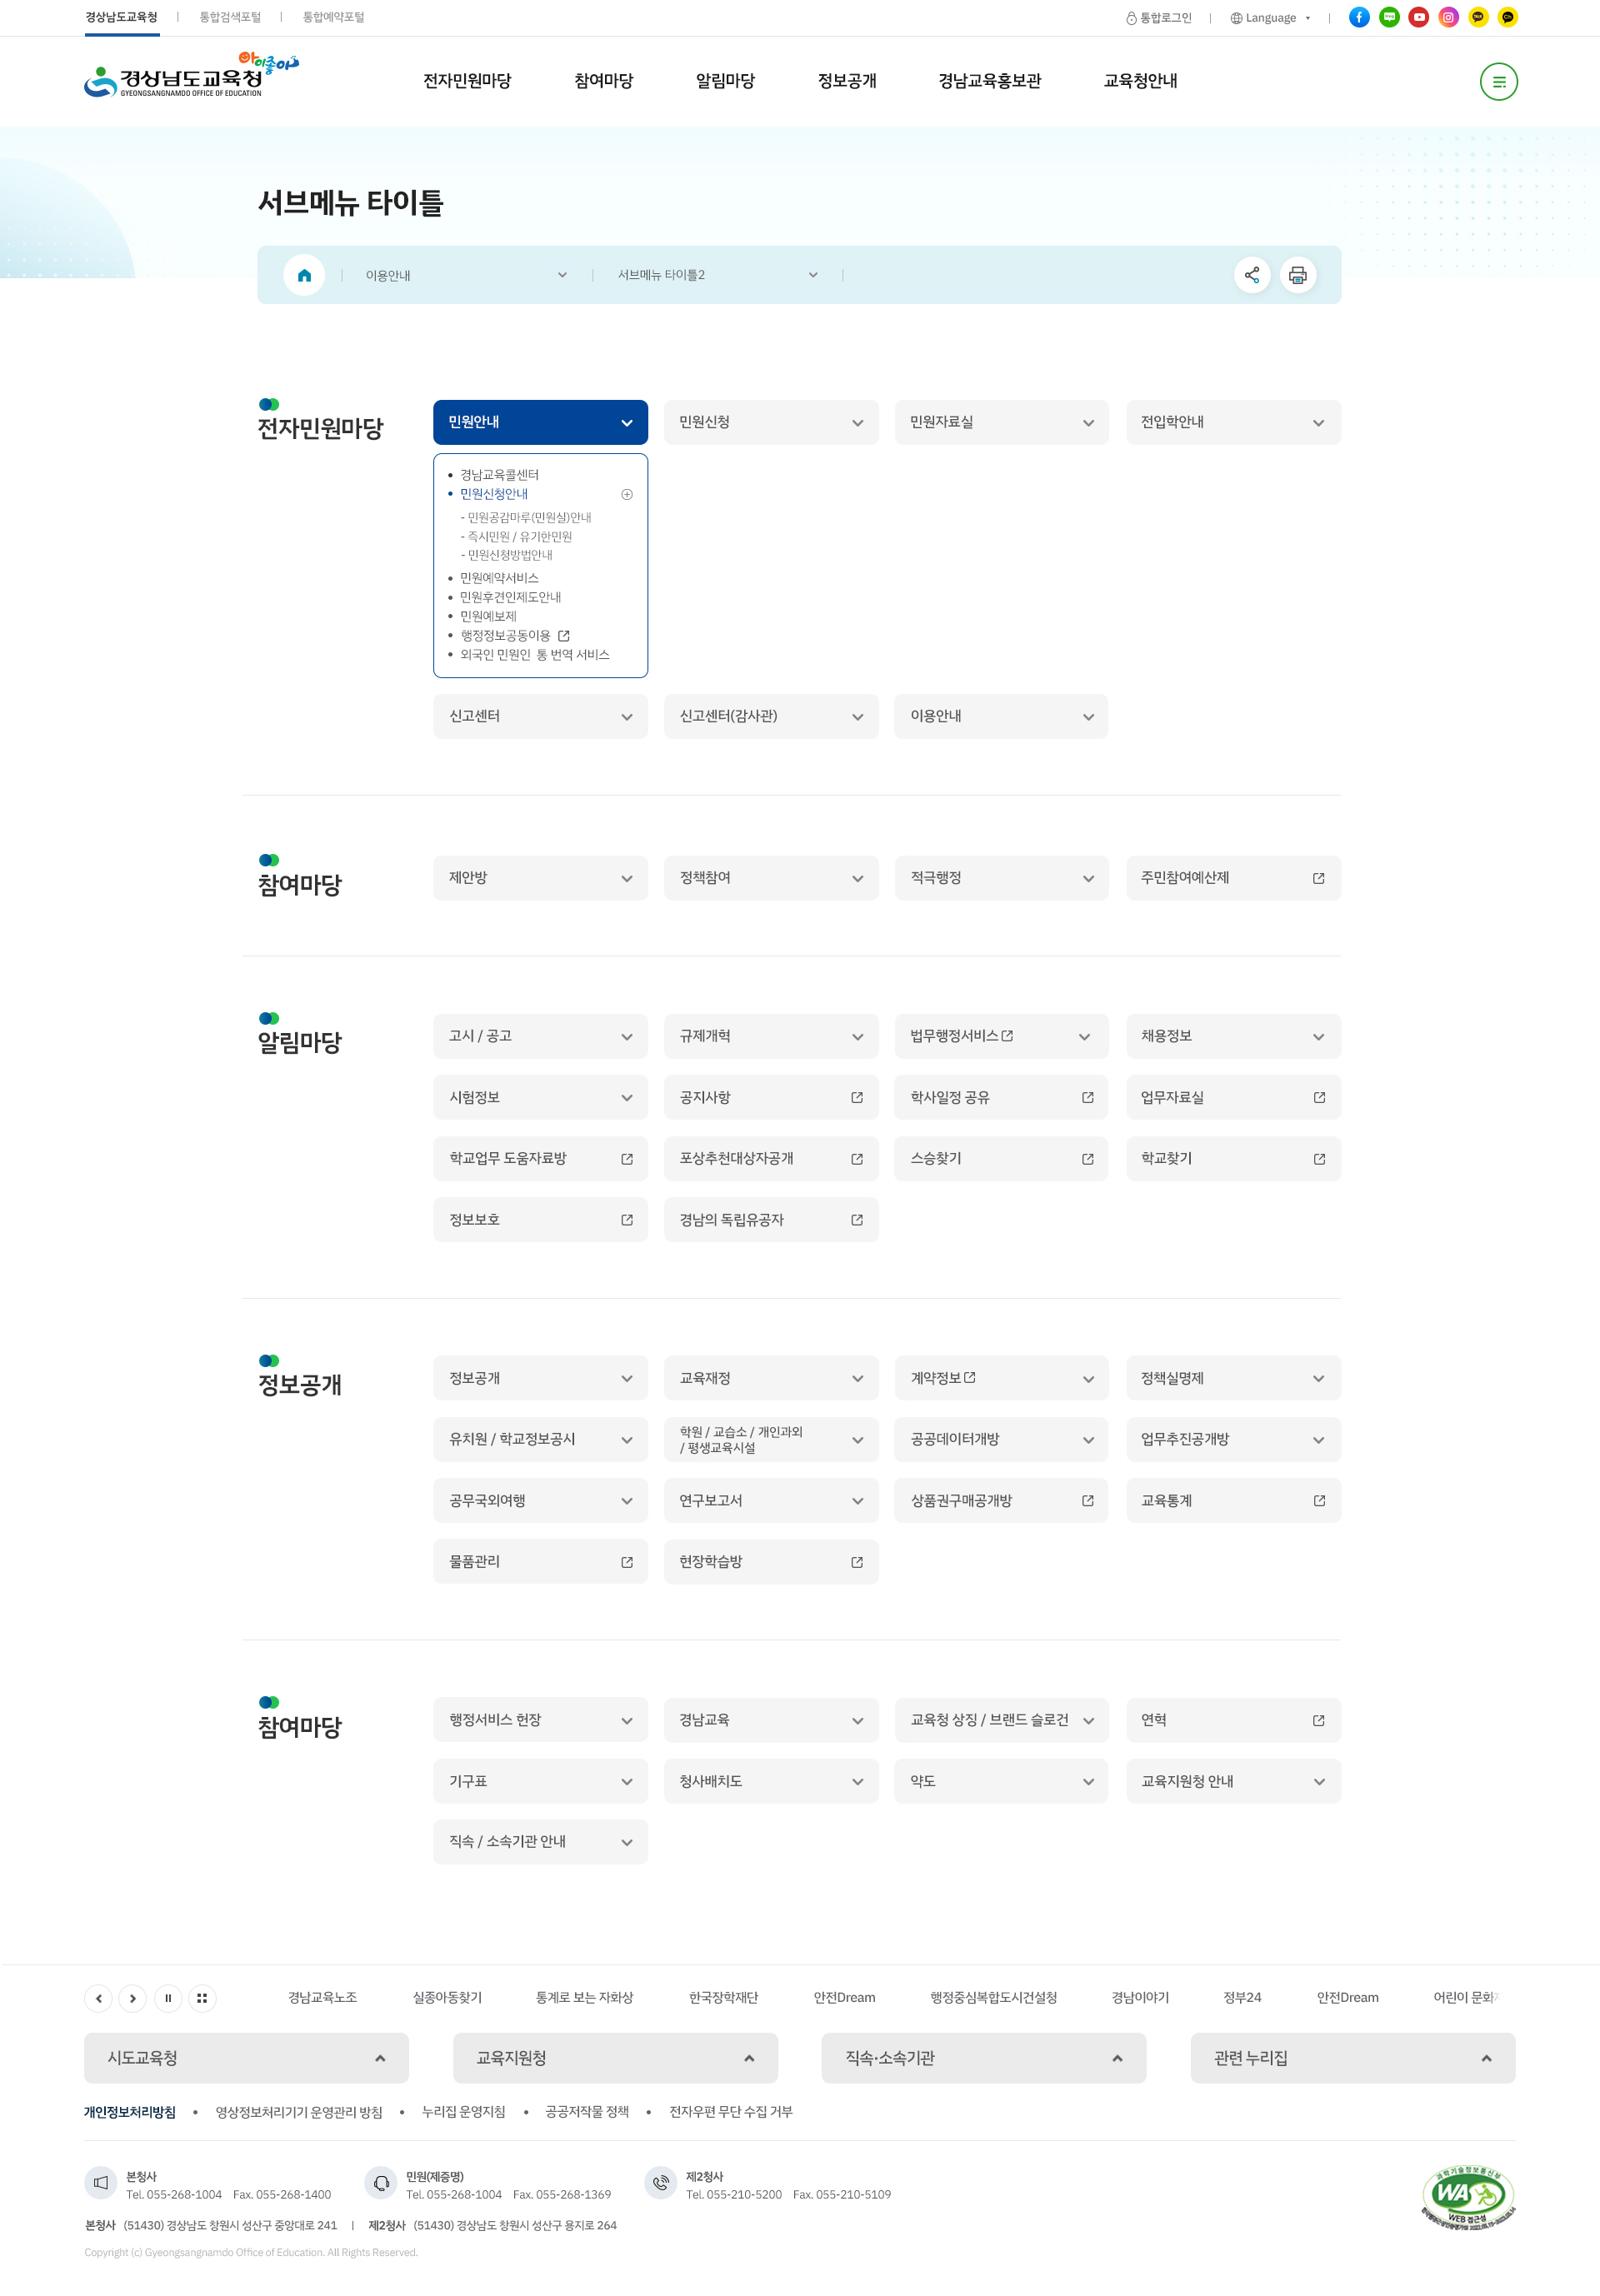 경상남도교육청
통합검색포털
통합예약포털
통합로그인
Language
경상남도교육청
GYEONGSANGNAMDO OFFICE OF EDUCATION
아이좋아
전자민원마당
참여마당
알림마당
정보공개
경남교육홍보관
교육청안내
서브메뉴 타이틀
이용안내
서브메뉴 타이틀2
전자민원마당
민원안내
민원신청
민원자료실
전입학안내
경남교육콜센터
민원신청안내
- 민원공감마루(민원실)안내
- 즉시민원 / 유기한민원
- 민원신청방법안내
민원예약서비스
민원후견인제도안내
민원예보제
행정정보공동이용
외국인 민원인 통 번역 서비스
신고센터
신고센터(감사관)
이용안내
참여마당
제안방
정책참여
적극행정
주민참여예산제
알림마당
고시 / 공고
규제개혁
법무행정서비스
채용정보
시험정보
공지사항
학사일정 공유
업무자료실
학교업무 도움자료방
포상추천대상자공개
스승찾기
학교찾기
정보보호
경남의 독립유공자
정보공개
정보공개
교육재정
계약정보
정책실명제
유치원 / 학교정보공시
학원 / 교습소 / 개인과외
/ 평생교육시설
공공데이터개방
업무추진공개방
공무국외여행
연구보고서
상품권구매공개방
교육통계
물품관리
현장학습방
참여마당
행정서비스 헌장
경남교육
교육청 상징 / 브랜드 슬로건
연혁
기구표
청사배치도
약도
교육지원청 안내
직속 / 소속기관 안내
경남교육노조
실종아동찾기
통계로 보는 자화상
한국장학재단
안전Dream
행정중심복합도시건설청
경남이야기
정부24
안전Dream
어린이 문화
시도교육청
교육지원청
직속·소속기관
관련 누리집
개인정보처리방침
영상정보처리기기 운영관리 방침
누리집 운영지침
공공저작물 정책
전자우편 무단 수집 거부
본청사
Tel. 055-268-1004 Fax. 055-268-1400
민원(제증명)
Tel. 055-268-1004 Fax. 055-268-1369
제2청사
Tel. 055-210-5200 Fax. 055-210-5109
본청사 (51430) 경상남도 창원시 성산구 중앙대로 241
제2청사 (51430) 경상남도 창원시 성산구 용지로 264
Copyright (c) Gyeongsangnamdo Office of Education. All Rights Reserved.
과학기술정보통신부
WA
WEB 접근성